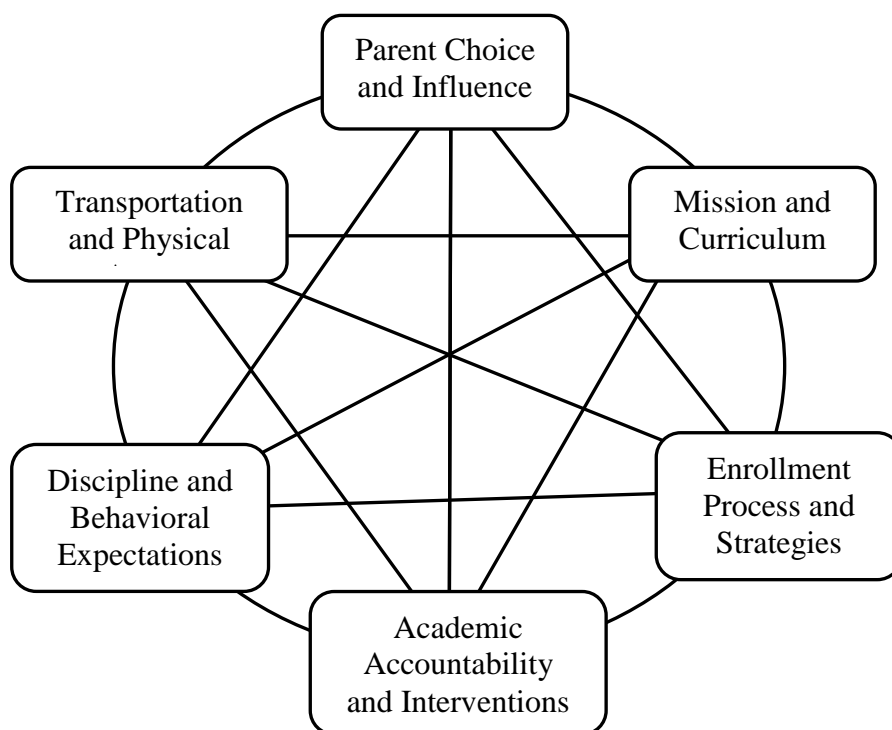 Parent Choice
and Influence
Transportation
and Physical
Mission and
Curriculum
Discipline and
Behavioral
Expectations
Enrollment
Process and
Strategies
Academic
Accountability
and Interventions